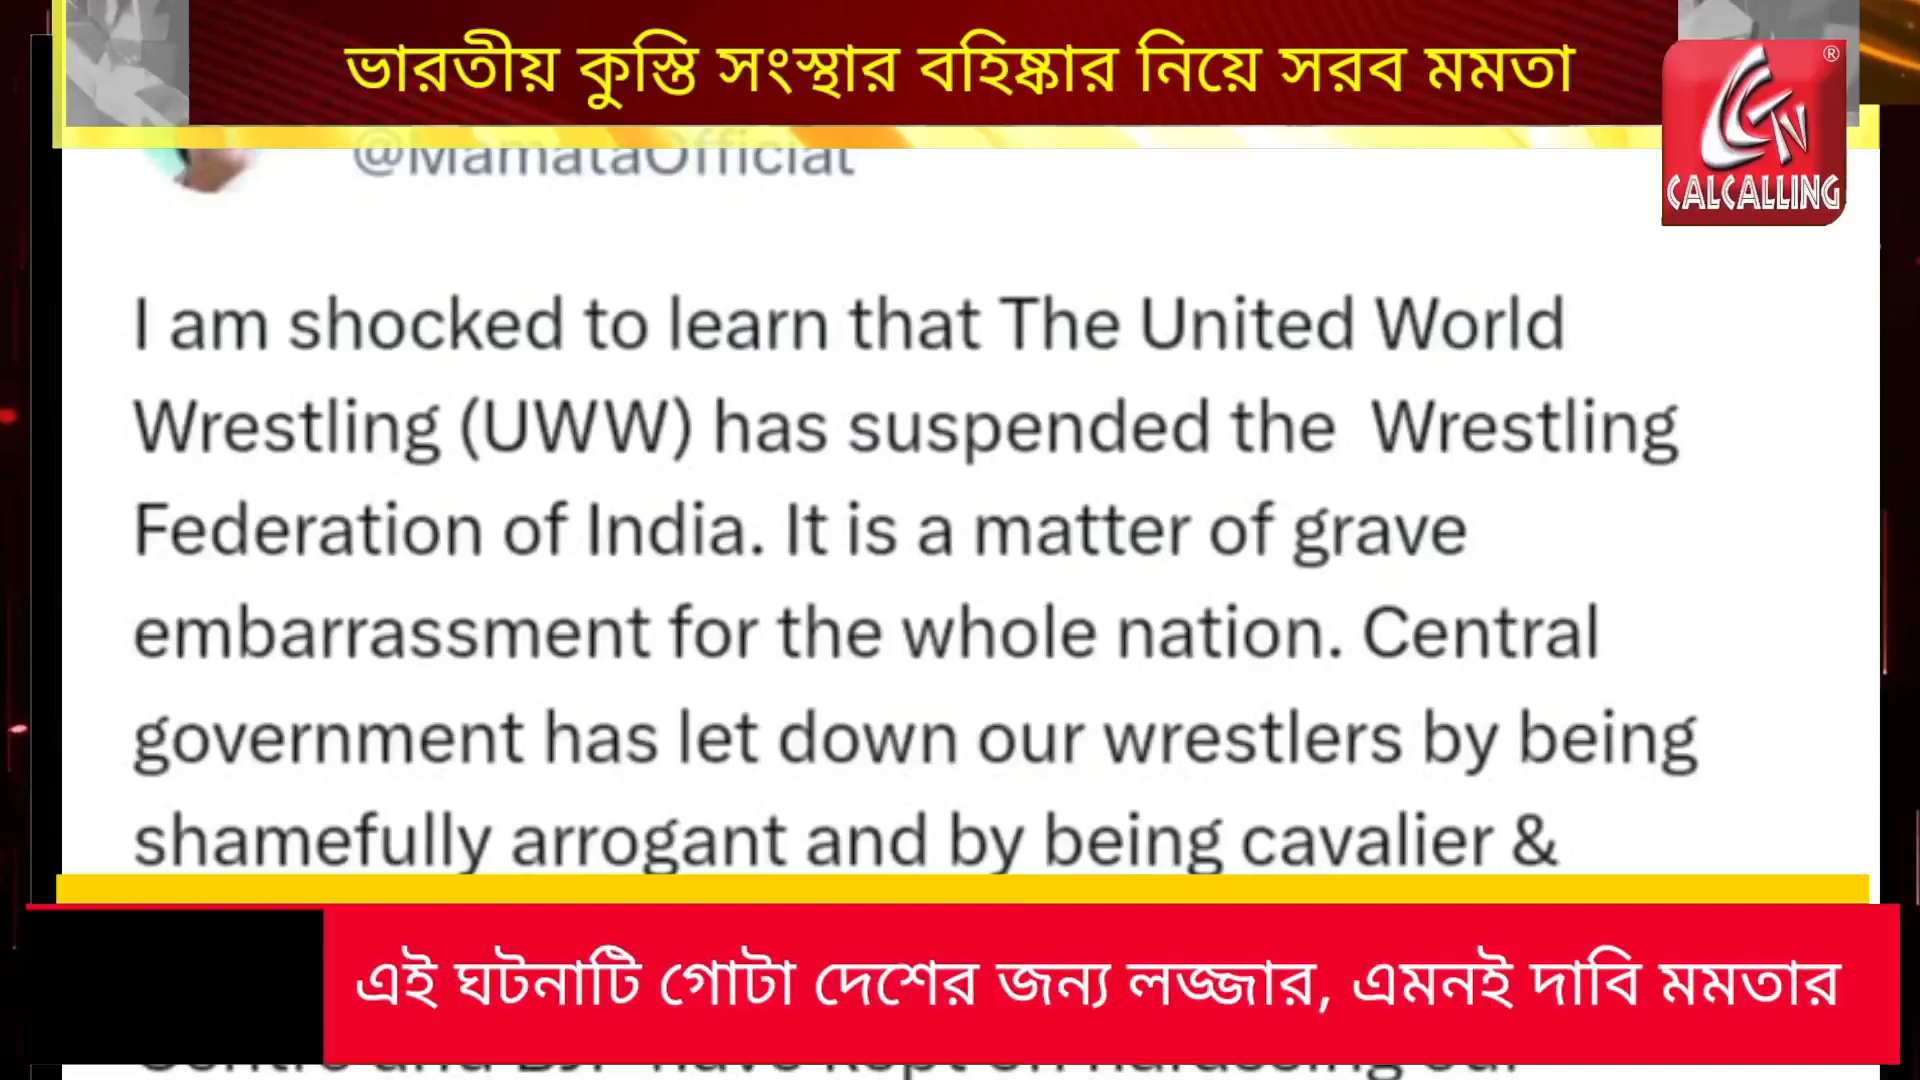 ভারতীয় কুস্তি সংস্থার বহিষ্কার নিয়ে সরব মমতা
®
CGN
CALCALLING
@MamataOfficial
I am shocked to learn that The United World
Wrestling (UWW) has suspended the Wrestling
Federation of India. It is a matter of grave
embarrassment for the whole nation. Central
government has let down our wrestlers by being
shamefully arrogant and by being cavalier &
এই ঘটনাটি গোটা দেশের জন্য লজ্জার, এমনই দাবি মমতার